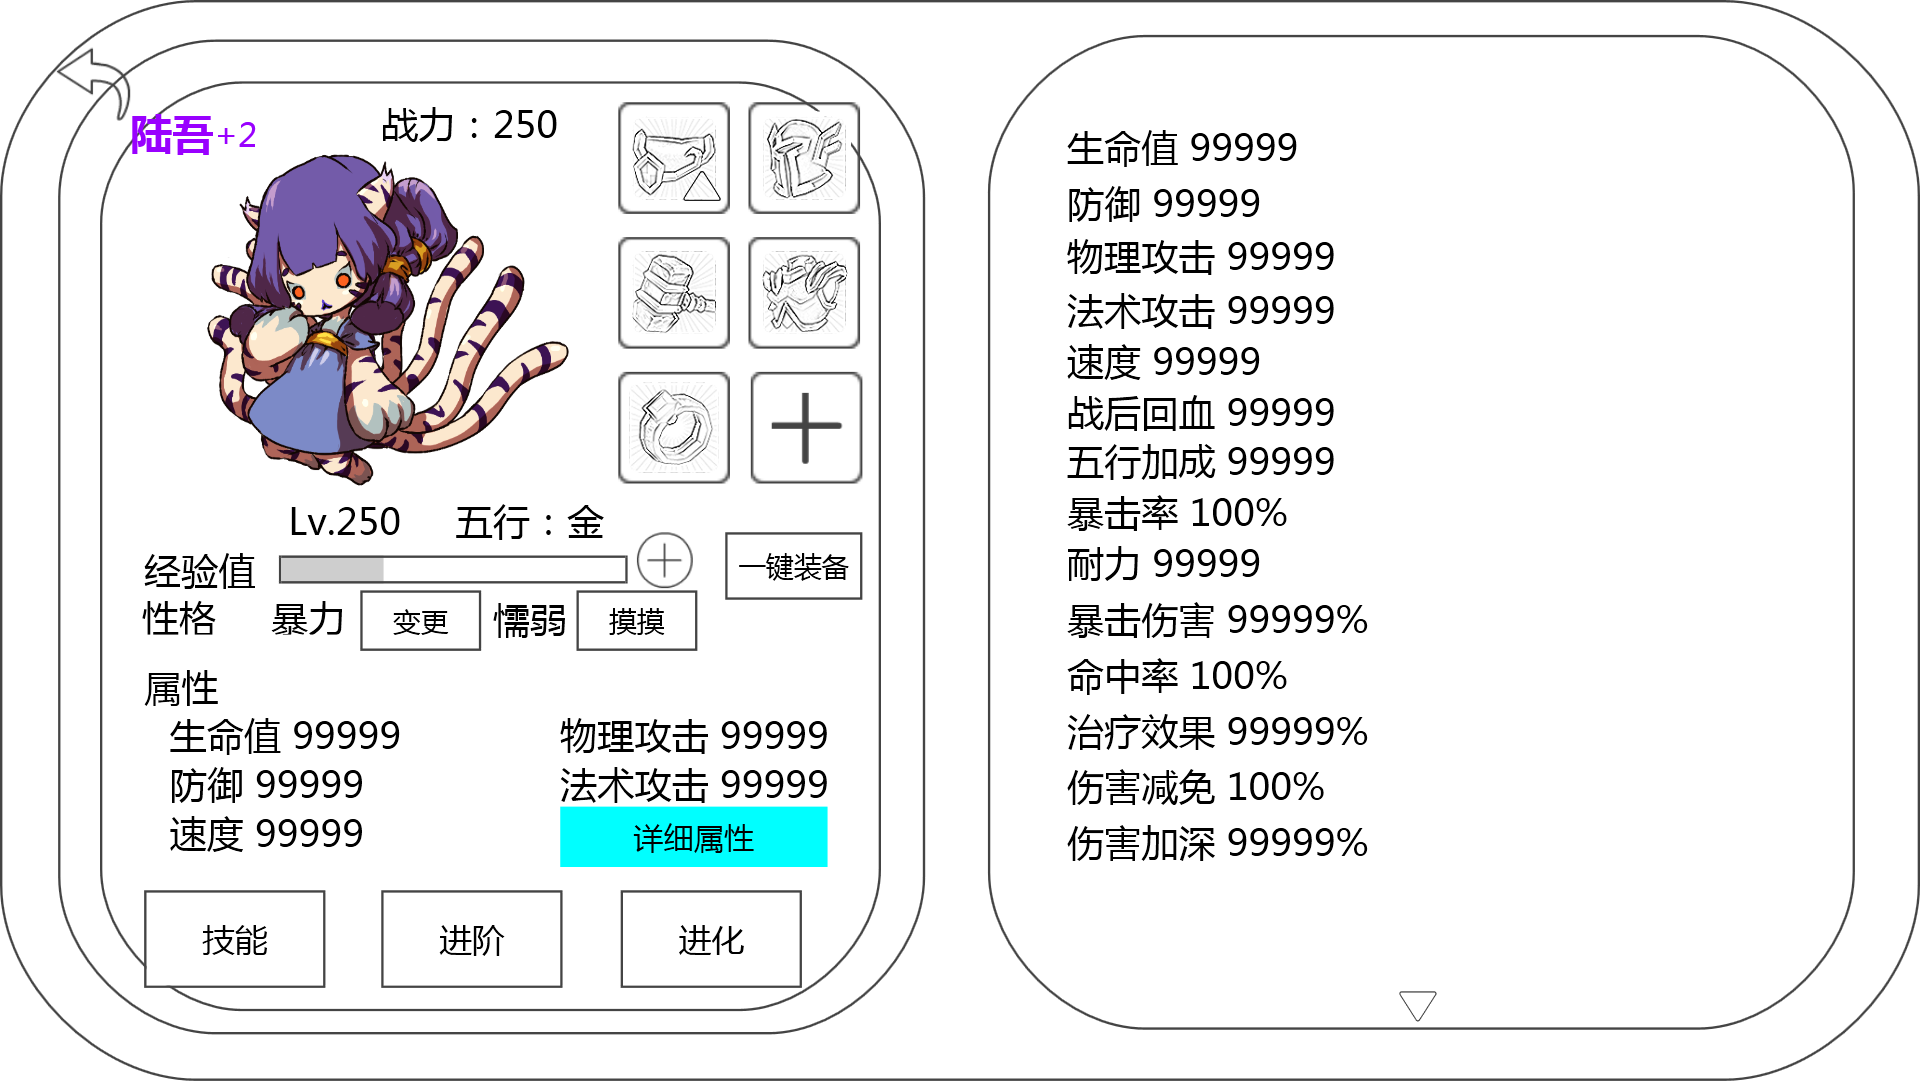 陆吾+2
战力：250
Lv.250 五行：金
经验值
一键装备
性格 暴力 变更 懦弱 摸摸
属性
生命值 99999 物理攻击 99999
防御 99999 法术攻击 99999
速度 99999 详细属性
技能 进阶 进化
生命值 99999
防御 99999
物理攻击 99999
法术攻击 99999
速度 99999
战后回血 99999
五行加成 99999
暴击率 100%
耐力 99999
暴击伤害 99999%
命中率 100%
治疗效果 99999%
伤害减免 100%
伤害加深 99999%